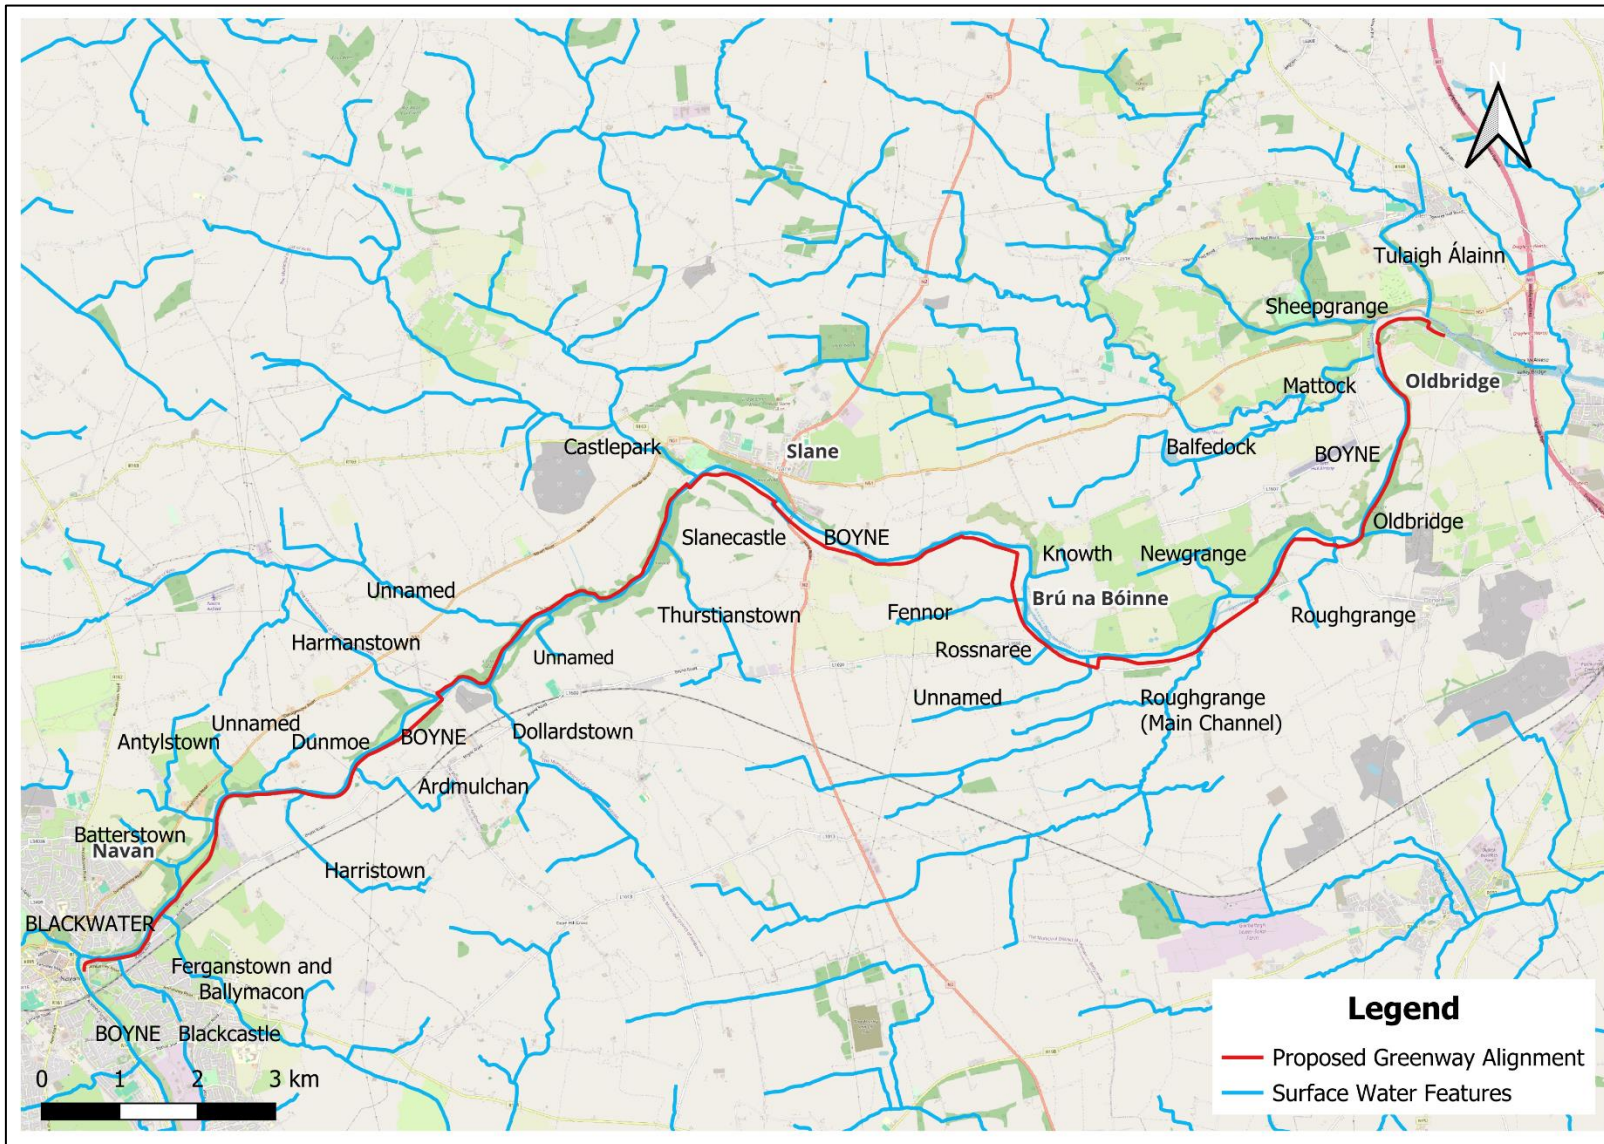 N
Tulaigh Álainn
Sheepgrange
Mattock
Oldbridge
Castlepark
Slane
Balfedock
BOYNE
Oldbridge
Slanecastle
BOYNE
Knowth
Newgrange
Unnamed
Brú na Bóinne
Harmanstown
Thurstianstown
Fennor
Roughgrange
Unnamed
Rossnaree
Unnamed
Roughgrange
(Main Channel)
Unnamed
Antylstown
Dunmoe
BOYNE
Dollardstown
Ardmulchan
Batterstown
Navan
Harristown
BLACKWATER
Ferganstown and
Ballymacon
BOYNE
Blackcastle
0 1 2 3 km
Legend
Proposed Greenway Alignment
Surface Water Features